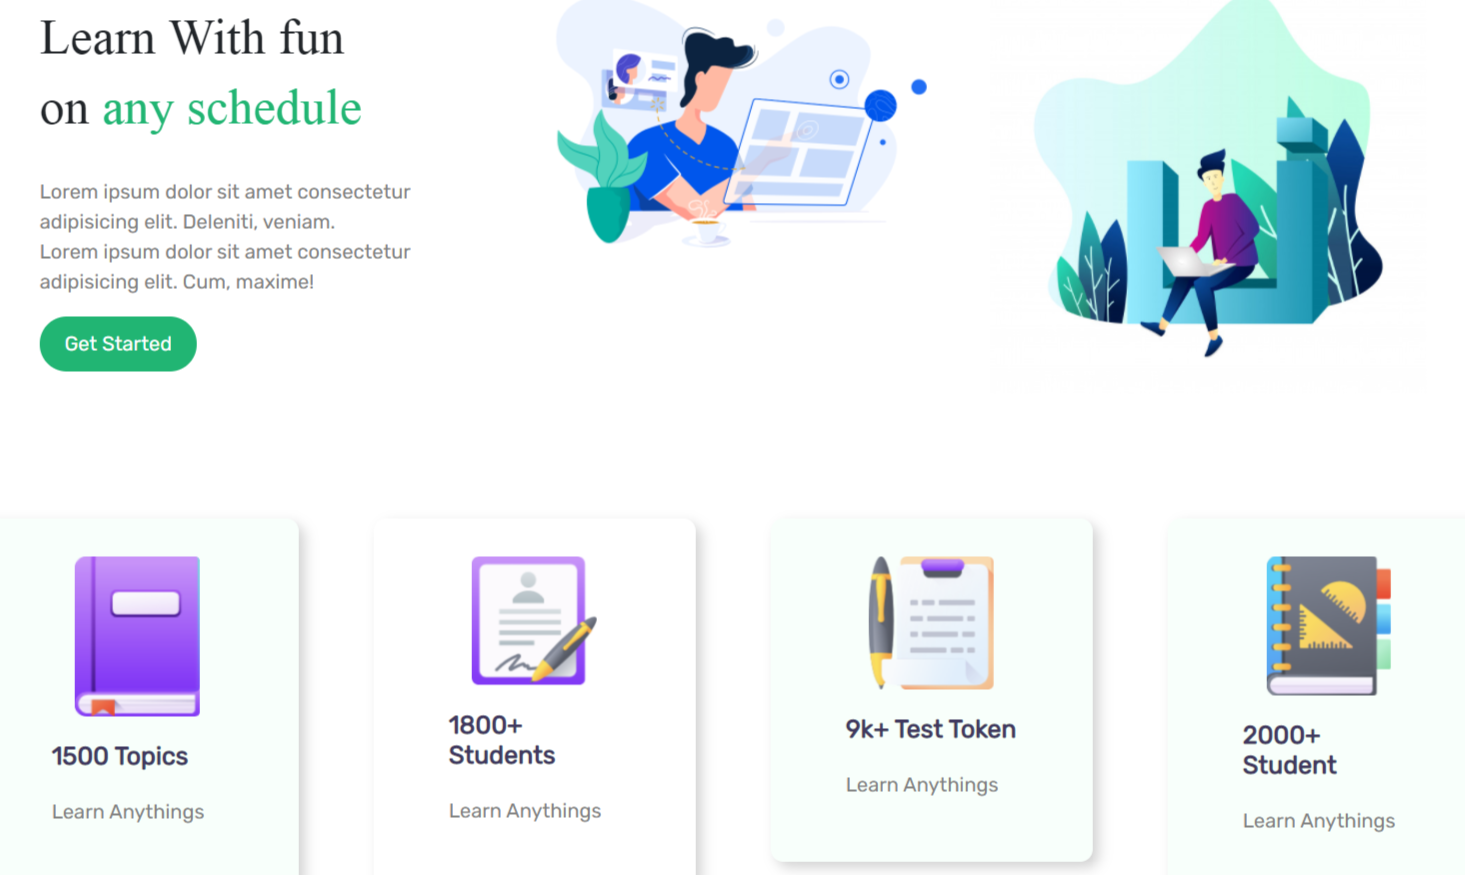 Learn With fun
on any schedule
Lorem ipsum dolor sit amet consectetur
adipisicing elit. Deleniti, veniam.
Lorem ipsum dolor sit amet consectetur
adipisicing elit. Cum, maxime!
Get Started
1500 Topics
Learn Anythings
1800+
Students
Learn Anythings
9k+ Test Token
Learn Anythings
2000+
Student
Learn Anythings